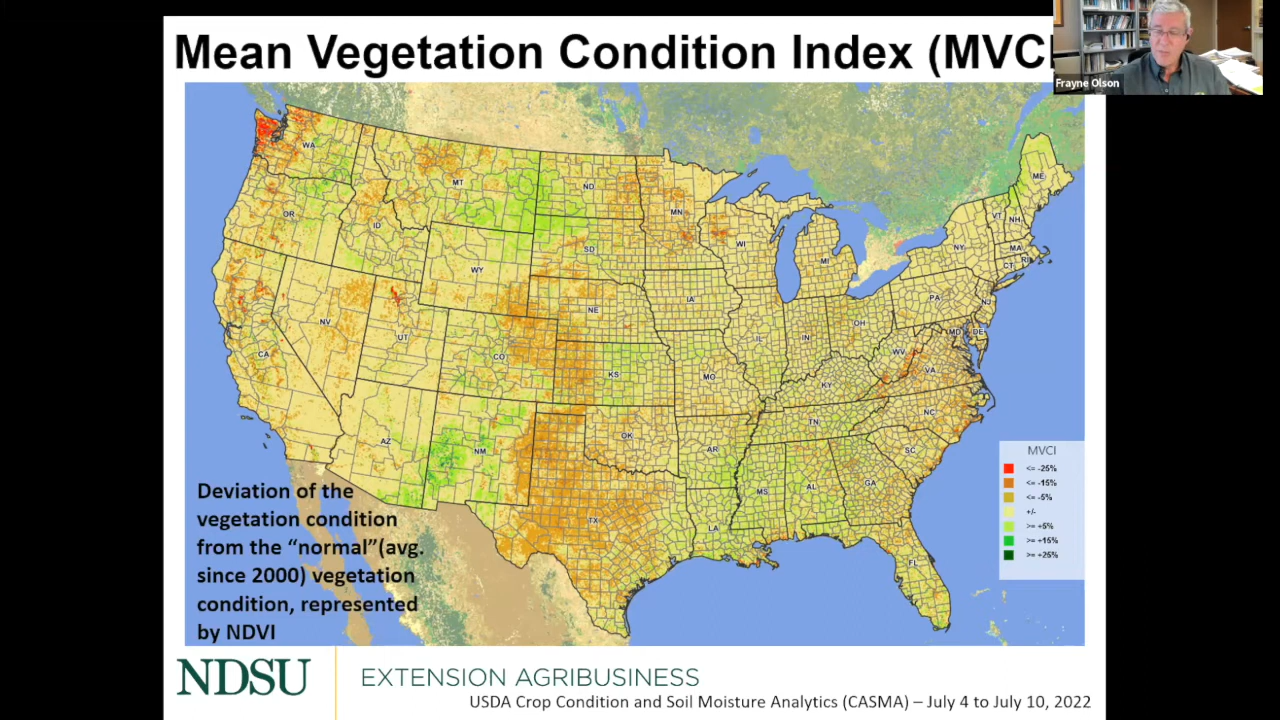 Mean Vegetation Condition Index (MVCI
Frayne Olson
WA
MT
ND
MN
ME
OR
ID
SD
WI
VT
NH
WY
MI
NY
MA
CT
RI
NV
UT
NE
IA
PA
NJ
CA
CO
KS
MO
IL
IN
OH
WV
MD
DE
VA
KY
NC
AZ
NM
OK
AR
TN
SC
TX
LA
MS
AL
GA
FL
MVCI
<= -25%
<= -15%
<= -5%
+/-
>= +5%
>= +15%
>= +25%
Deviation of the
vegetation condition
from the “normal”(avg.
since 2000) vegetation
condition, represented
by NDVI
NDSU
EXTENSION AGRIBUSINESS
USDA Crop Condition and Soil Moisture Analytics (CASMA) – July 4 to July 10, 2022